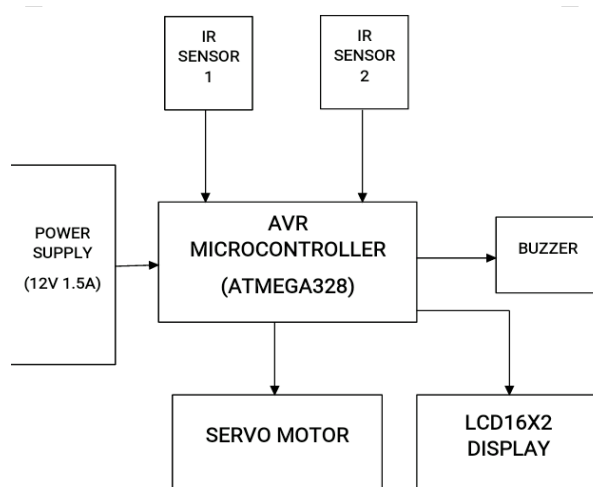 IR
SENSOR
1
IR
SENSOR
2
POWER
SUPPLY
(12V 1.5A)
AVR
MICROCONTROLLER
(ATMEGA328)
BUZZER
SERVO MOTOR
LCD16X2
DISPLAY